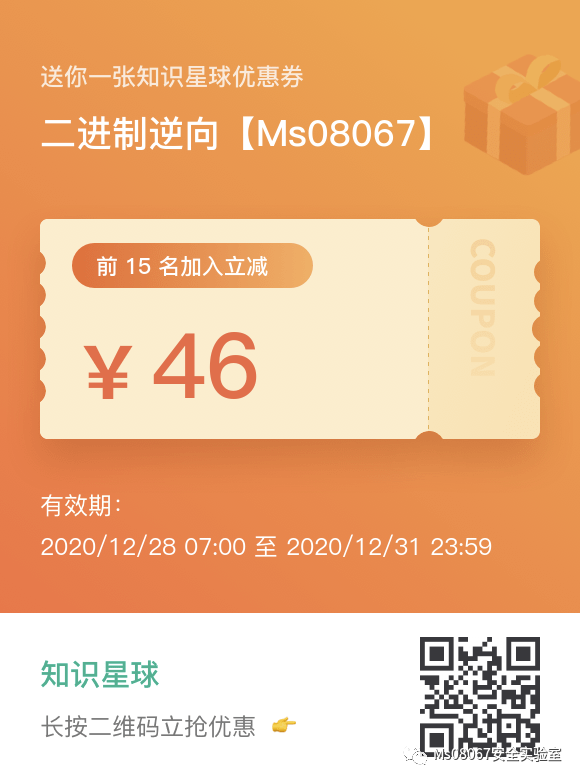 送你一张知识星球优惠券
二进制逆向【Ms08067】
前 15 名加入立减
¥ 46
COUPON
有效期：
2020/12/28 07:00 至 2020/12/31 23:59
知识星球
长按二维码立抢优惠 👉
Ms08067安全实验室